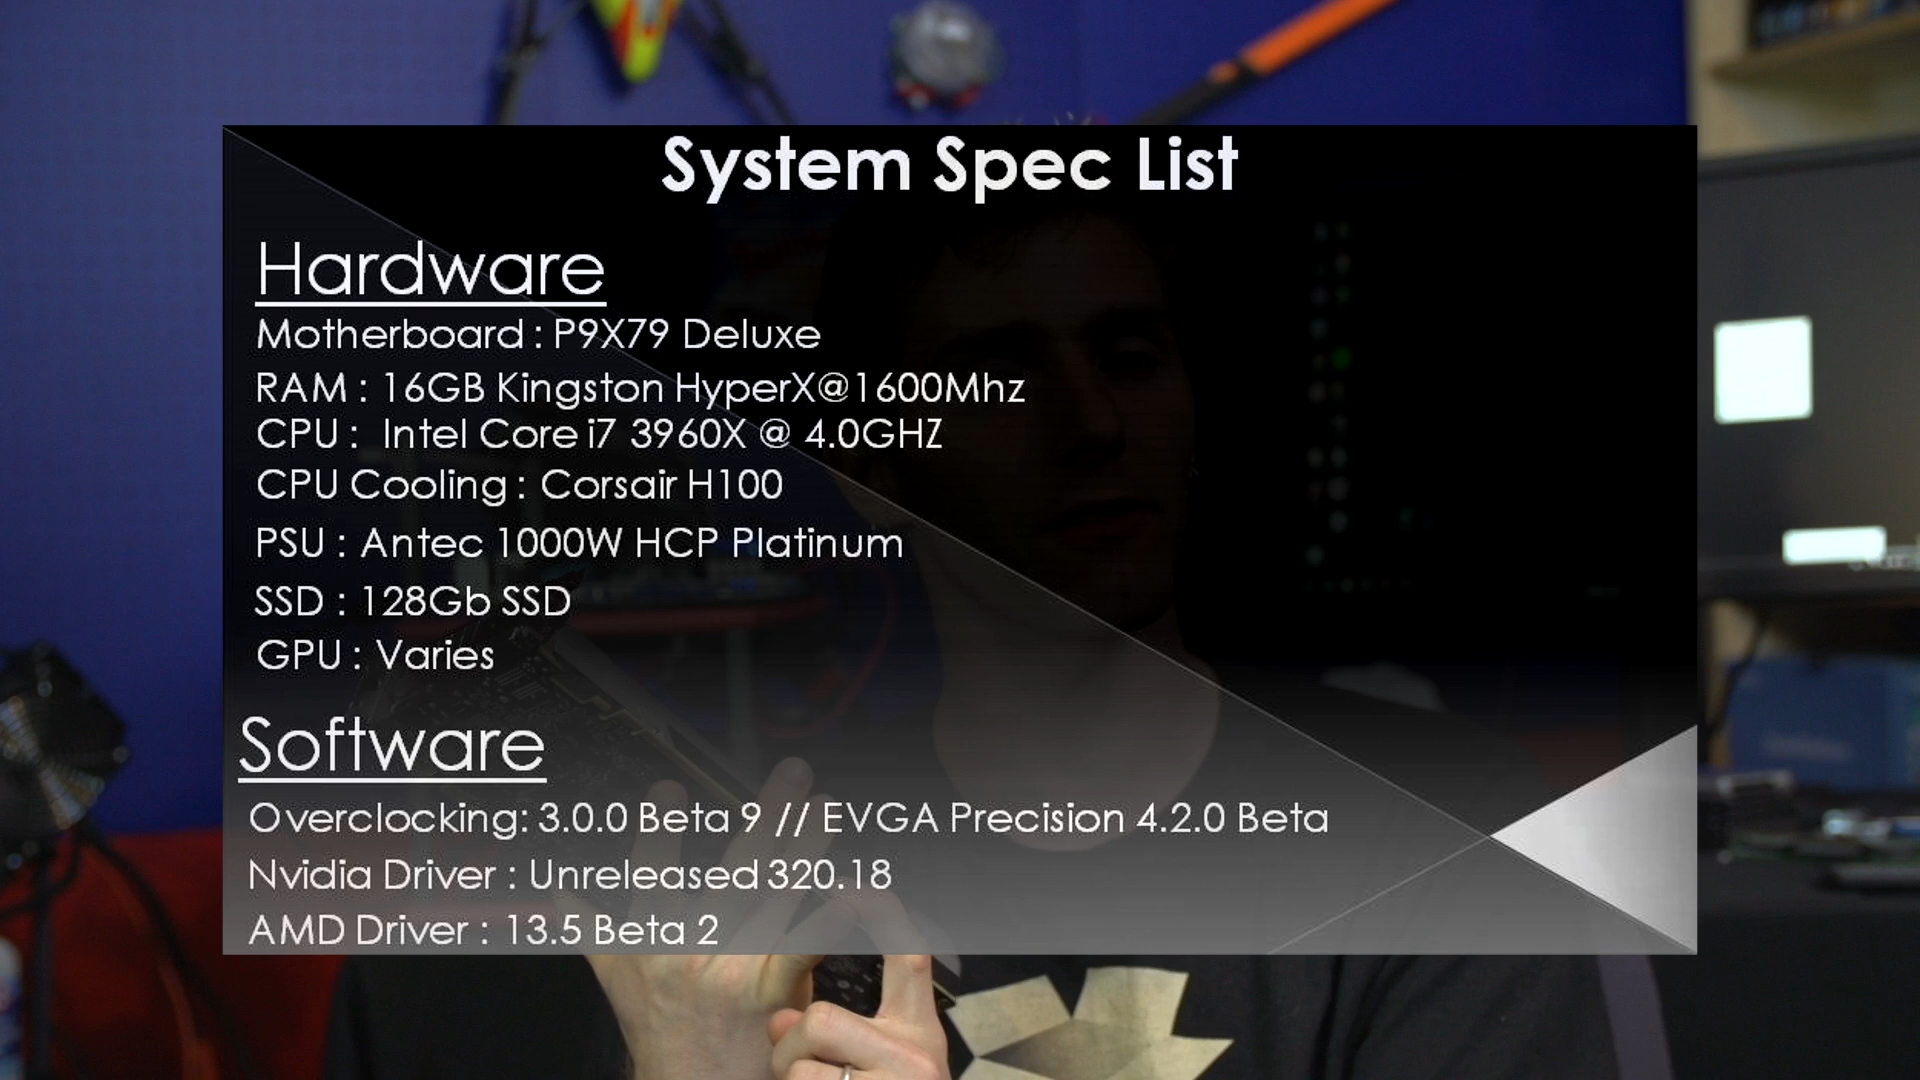 System Spec List
Hardware
Motherboard : P9X79 Deluxe
RAM : 16GB Kingston HyperX@1600Mhz
CPU : Intel Core i7 3960X @ 4.0GHZ
CPU Cooling : Corsair H100
PSU : Antec 1000W HCP Platinum
SSD : 128Gb SSD
GPU : Varies
Software
Overclocking: 3.0.0 Beta 9 // EVGA Precision 4.2.0 Beta
Nvidia Driver : Unreleased 320.18
AMD Driver : 13.5 Beta 2